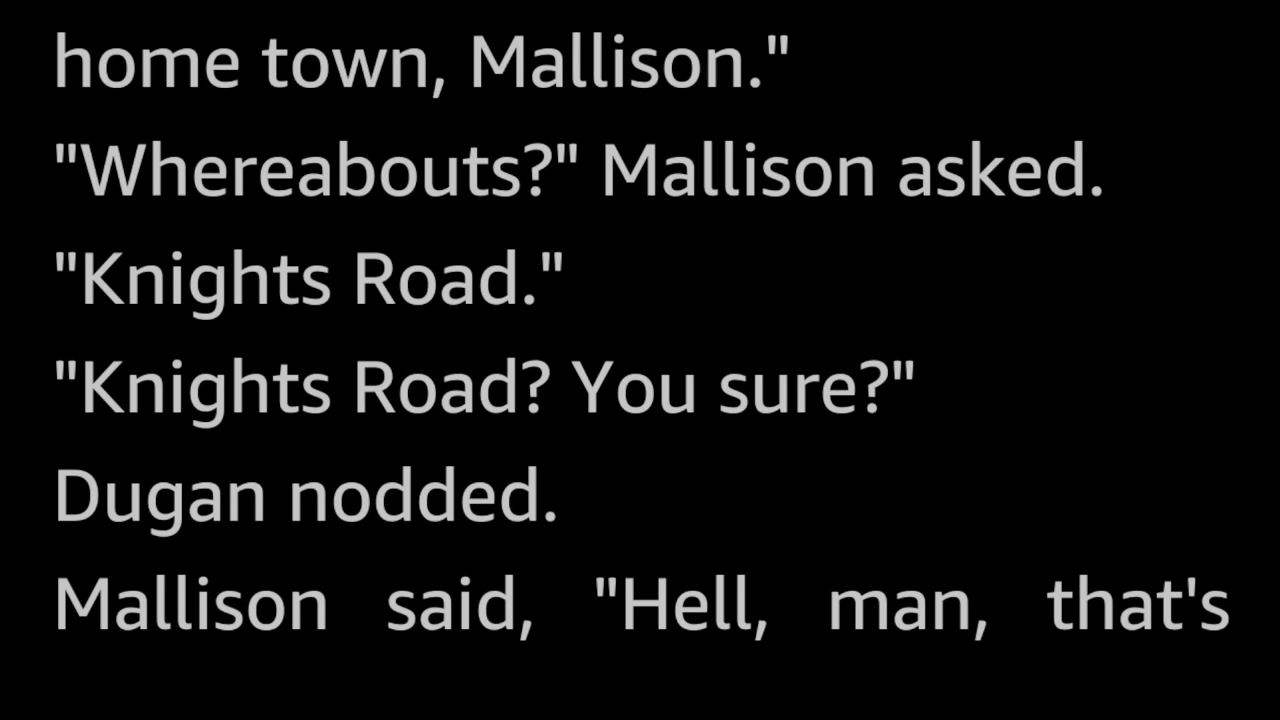 home town, Mallison."
"Whereabouts?" Mallison asked.
"Knights Road."
"Knights Road? You sure?"
Dugan nodded.
Mallison said, "Hell, man, that's